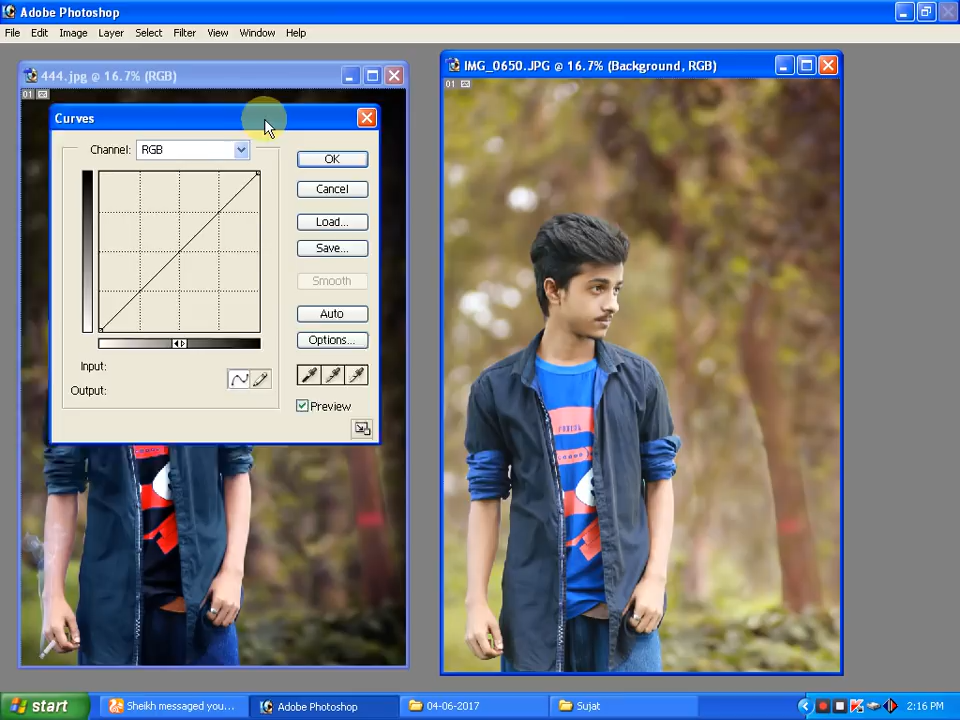 Adobe Photoshop
File Edit Image Layer Select Filter View Window Help
444.jpg @ 16.7% (RGB)
01
Curves
Channel: RGB
OK
Cancel
Load...
Save...
Smooth
Auto
Options...
Input:
Output:
Preview
IMG_0650.JPG @ 16.7% (Background, RGB)
01
start
Sheikh messaged you...
Adobe Photoshop
04-06-2017
Sujat
2:16 PM